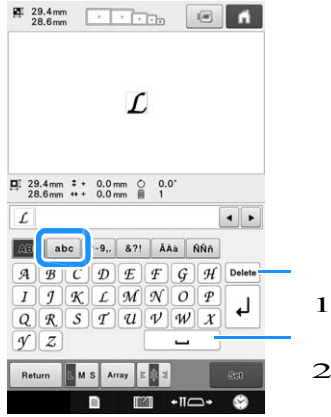 29.4mm
28.6mm
L
29.4mm 0.0mm 0.0°
28.6mm 0.0mm 1
L
AB abc 0-9,. &?! ÄÀà ÑÑñ
A B C D E F G H Delete
I J K L M N O P
1
Q R S T U V W X
Y Z
2
Return L M S Array Set